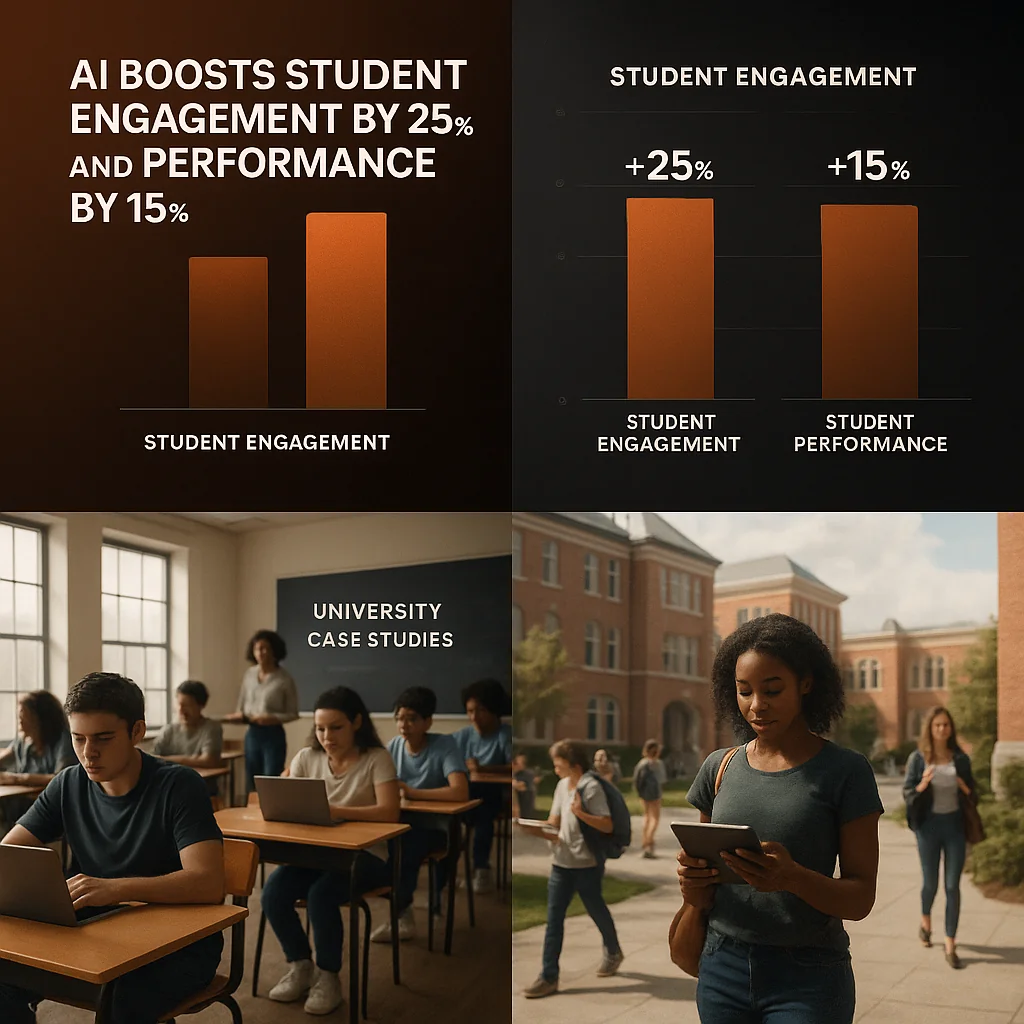 AI BOOSTS STUDENT
ENGAGEMENT BY 25%
AND PERFORMANCE
BY 15%
STUDENT ENGAGEMENT
STUDENT ENGAGEMENT
+25%
+15%
STUDENT
ENGAGEMENT
STUDENT
PERFORMANCE
UNIVERSITY
CASE STUDIES